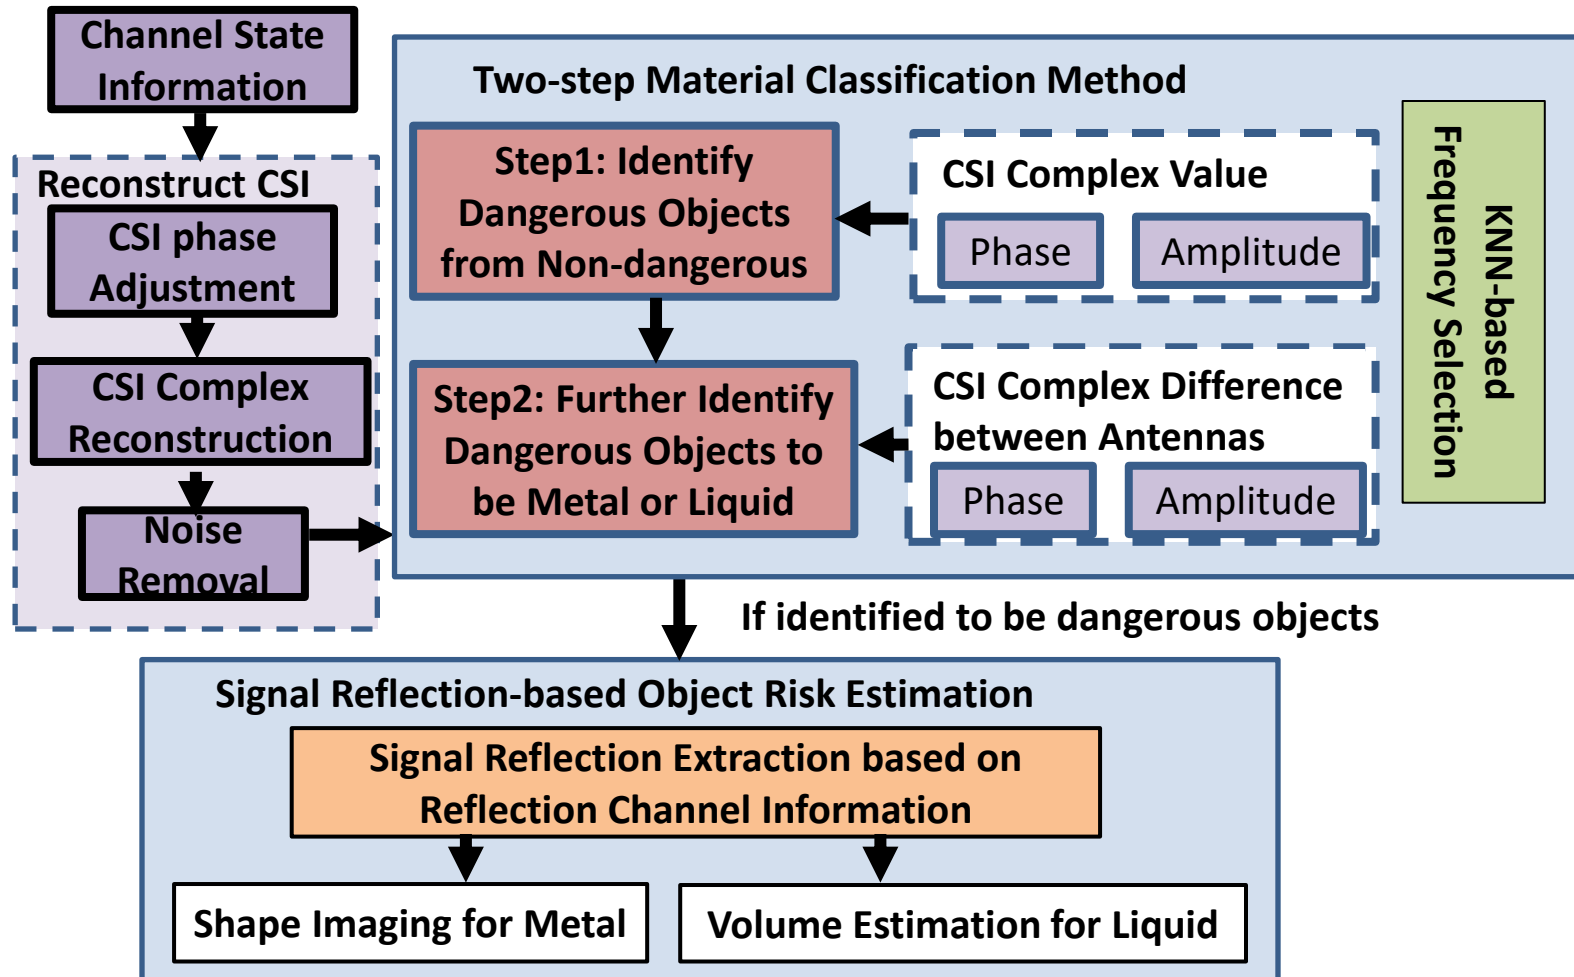 Channel State
Information
Reconstruct CSI
CSI phase
Adjustment
CSI Complex
Reconstruction
Noise
Removal
Two-step Material Classification Method
Step1: Identify
Dangerous Objects
from Non-dangerous
CSI Complex Value
Phase
Amplitude
Step2: Further Identify
Dangerous Objects to
be Metal or Liquid
CSI Complex Difference
between Antennas
Phase
Amplitude
KNN-based
Frequency Selection
If identified to be dangerous objects
Signal Reflection-based Object Risk Estimation
Signal Reflection Extraction based on
Reflection Channel Information
Shape Imaging for Metal
Volume Estimation for Liquid